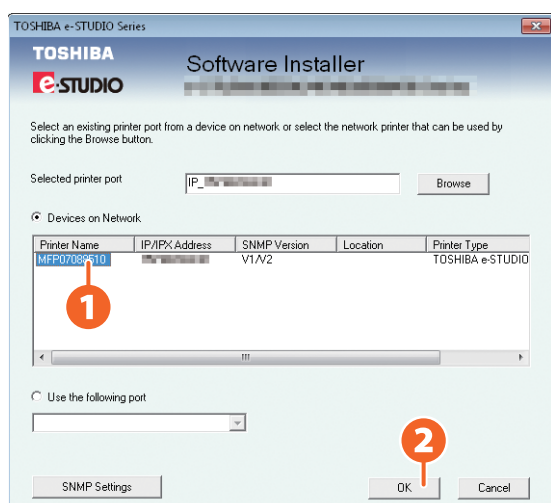 TOSHIBA e-STUDIO Series
TOSHIBA
e-STUDIO
Software Installer
Select an existing printer port from a device on network or select the network printer that can be used by
clicking the Browse button.
Selected printer port
IP_
Browse
Devices on Network
Printer Name IP/IPX Address SNMP Version Location Printer Type
MFP07089510 V1/V2 TOSHIBA e-STUDIO
1
Use the following port
2
SNMP Settings
OK
Cancel